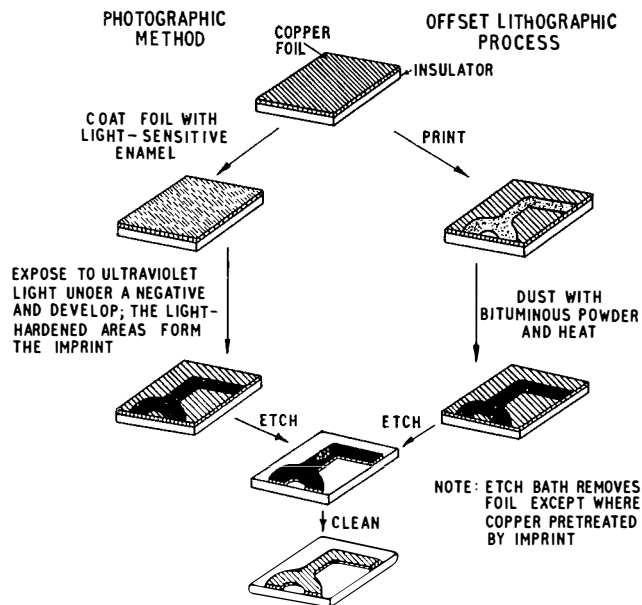 PHOTOGRAPHIC
METHOD
OFFSET LITHOGRAPHIC
PROCESS
COPPER
FOIL
INSULATOR
COAT FOIL WITH
LIGHT-SENSITIVE
ENAMEL
PRINT
EXPOSE TO ULTRAVIOLET
LIGHT UNDER A NEGATIVE
AND DEVELOP; THE LIGHT-
HARDENED AREAS FORM
THE IMPRINT
DUST WITH
BITUMINOUS POWDER
AND HEAT
ETCH
ETCH
NOTE: ETCH BATH REMOVES
FOIL EXCEPT WHERE
COPPER PRETREATED
BY IMPRINT
CLEAN